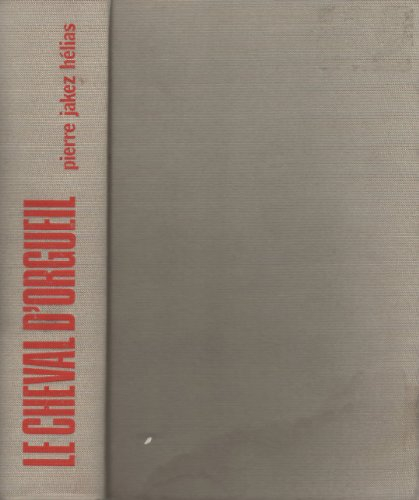 LE CHEVAL D'ORGUEIL
pierre jakez hélias